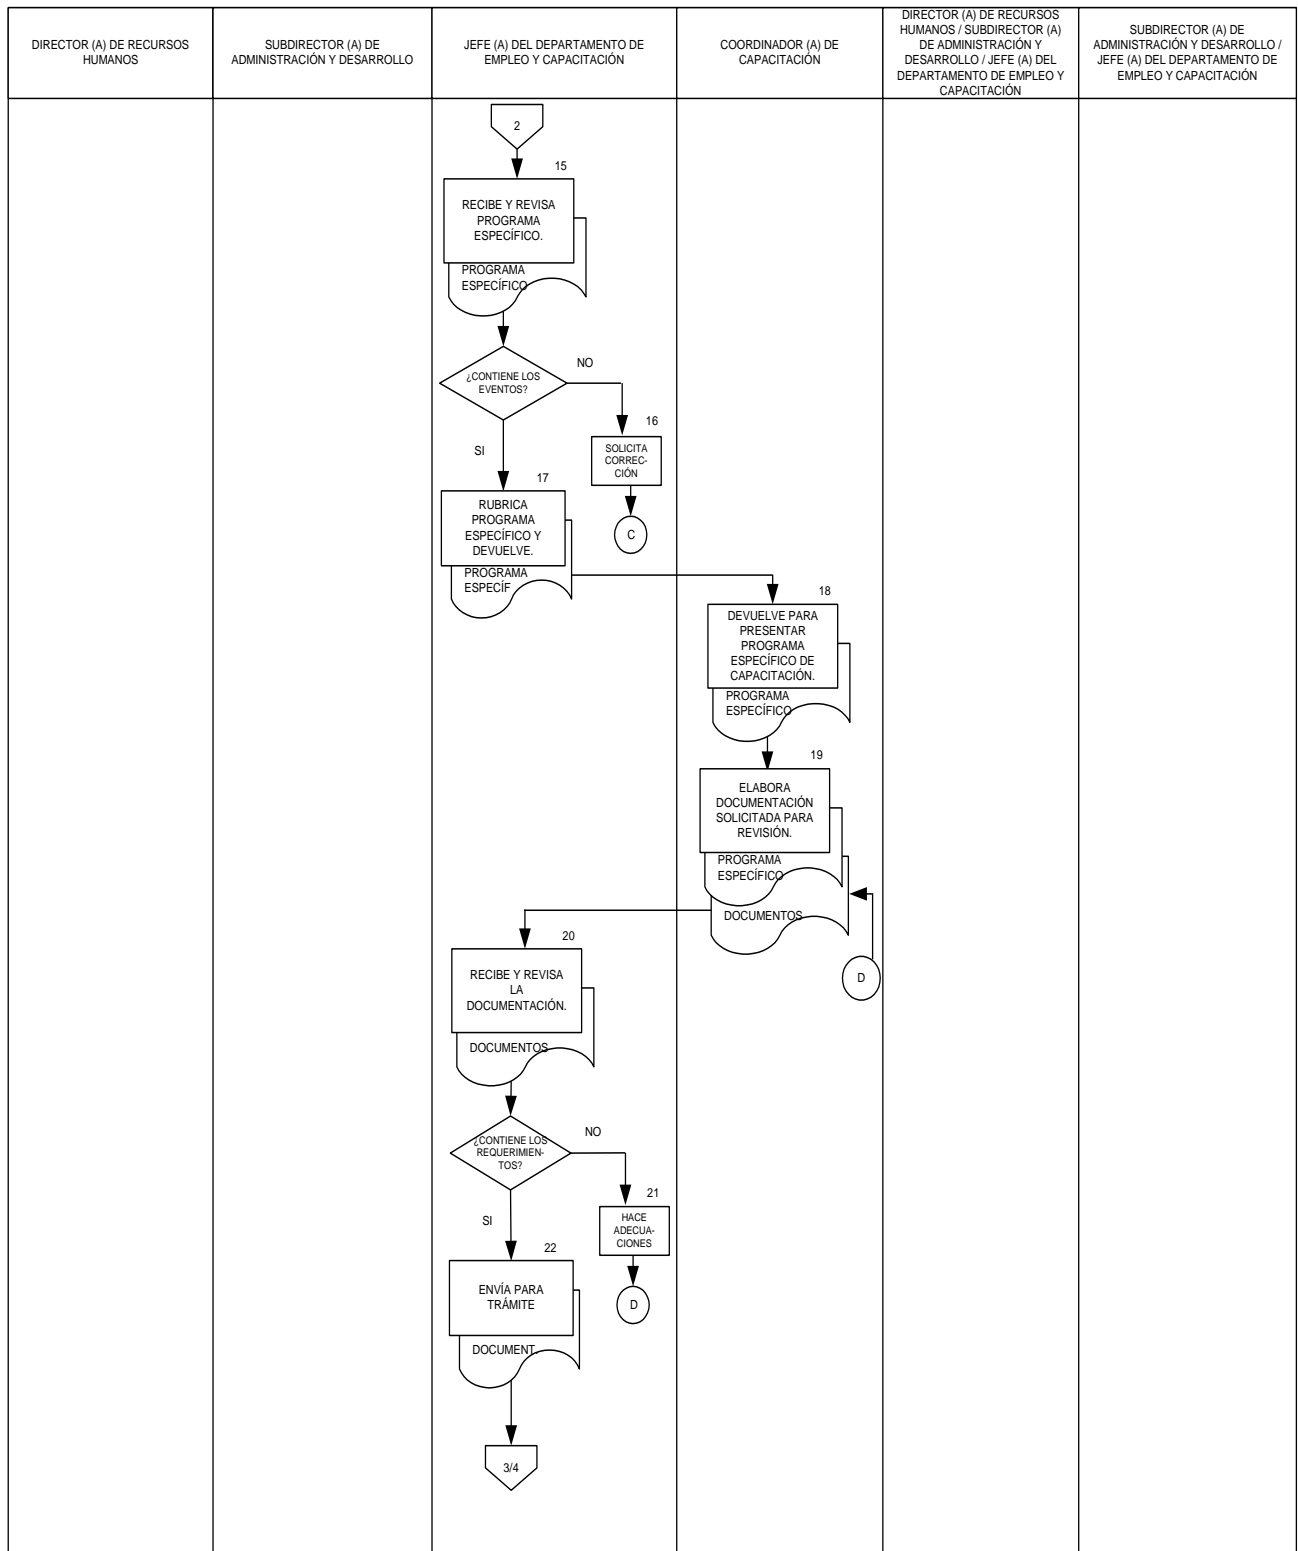 DIRECTOR (A) DE RECURSOS
HUMANOS
SUBDIRECTOR (A) DE
ADMINISTRACIÓN Y DESARROLLO
JEFE (A) DEL DEPARTAMENTO DE
EMPLEO Y CAPACITACIÓN
COORDINADOR (A) DE
CAPACITACIÓN
DIRECTOR (A) DE RECURSOS
HUMANOS / SUBDIRECTOR (A)
DE ADMINISTRACIÓN Y
DESARROLLO / JEFE (A) DEL
DEPARTAMENTO DE EMPLEO Y
CAPACITACIÓN
SUBDIRECTOR (A) DE
ADMINISTRACIÓN Y DESARROLLO /
JEFE (A) DEL DEPARTAMENTO DE
EMPLEO Y CAPACITACIÓN
2
15
RECIBE Y REVISA
PROGRAMA
ESPECÍFICO.
PROGRAMA
ESPECÍFICO
¿CONTIENE LOS
EVENTOS?
NO
16
SOLICITA
CORREC-
CIÓN
C
SI
17
RUBRICA
PROGRAMA
ESPECÍFICO Y
DEVUELVE.
PROGRAMA
ESPECÍF
18
DEVUELVE PARA
PRESENTAR
PROGRAMA
ESPECÍFICO DE
CAPACITACIÓN.
PROGRAMA
ESPECÍFICO
19
ELABORA
DOCUMENTACIÓN
SOLICITADA PARA
REVISIÓN.
PROGRAMA
ESPECÍFICO
DOCUMENTOS
D
20
RECIBE Y REVISA
LA
DOCUMENTACIÓN.
DOCUMENTOS
¿CONTIENE LOS
REQUERIMIEN-
TOS?
NO
21
HACE
ADECUA-
CIONES
D
SI
22
ENVÍA PARA
TRÁMITE
DOCUMENT.
3/4